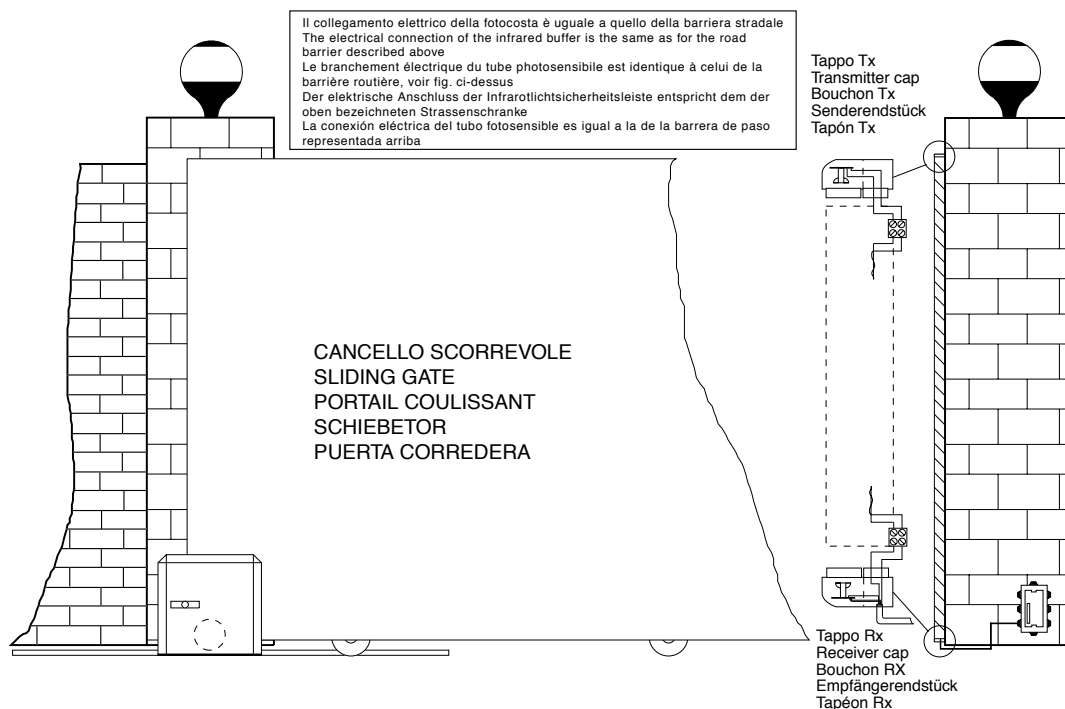 Il collegamento elettrico della fotocosta è uguale a quello della barriera stradale
The electrical connection of the infrared buffer is the same as for the road
barrier described above
Le branchement électrique du tube photosensibile est identique à celui de la
barrière routière, voir fig. ci-dessus
Der elektrische Anschluss der Infrarotlichtsicherheitsleiste entspricht dem der
oben bezeichneten Strassenschranke
La conexión eléctrica del tubo fotosensible es igual a la de la barrera de paso
representada arriba
Tappo Tx
Transmitter cap
Bouchon Tx
Senderendstück
Tapón Tx
CANCELLO SCORREVOLE
SLIDING GATE
PORTAIL COULISSANT
SCHIEBETOR
PUERTA CORREDERA
Tappo Rx
Receiver cap
Bouchon RX
Empfängerendstück
Tapéon Rx